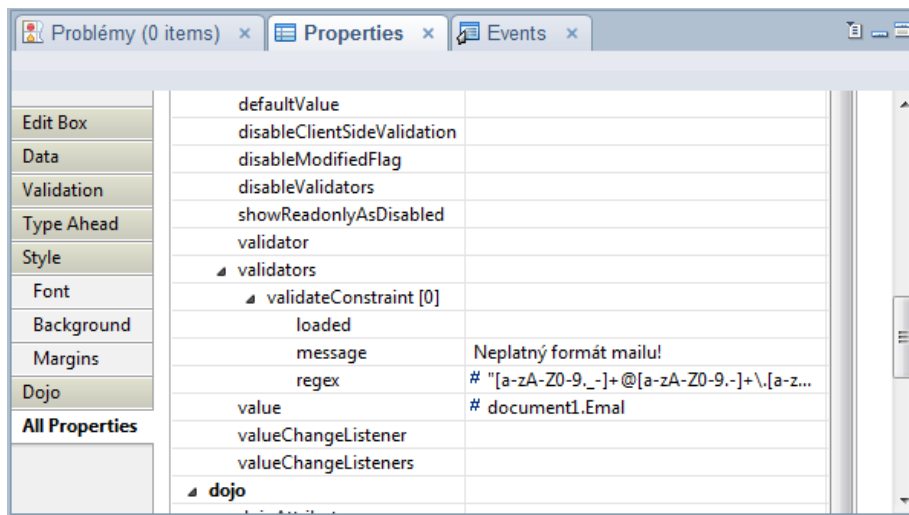 Problémy (0 items)
Properties
Events
Edit Box
Data
Validation
Type Ahead
Style
Font
Background
Margins
Dojo
All Properties
defaultValue
disableClientSideValidation
disableModifiedFlag
disableValidators
showReadonlyAsDisabled
validator
validators
validateConstraint [0]
loaded
message Neplatný formát mailu!
regex # "[a-zA-Z0-9._-]+@[a-zA-Z0-9.-]+\.[a-z...
value # document1.Emal
valueChangeListener
valueChangeListeners
dojo